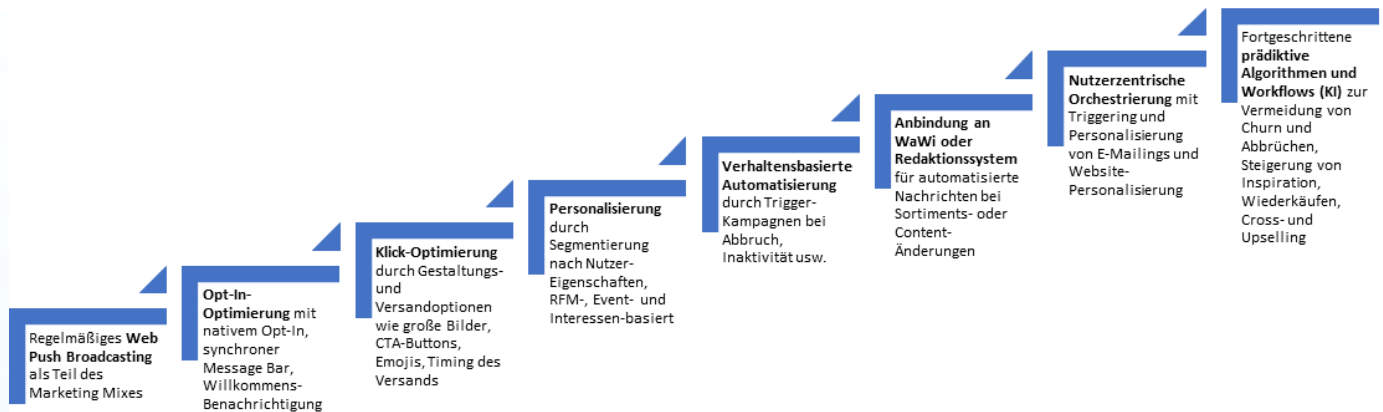 Regelmäßiges Web
Push Broadcasting
als Teil des
Marketing Mixes
Opt-In-
Optimierung mit
nativem Opt-In,
synchroner
Message Bar,
Willkommens-
Benachrichtigung
Klick-Optimierung
durch Gestaltungs-
und
Versandoptionen
wie große Bilder,
CTA-Buttons,
Emojis, Timing des
Versands
Personalisierung
durch
Segmentierung
nach Nutzer-
Eigenschaften,
RFM-, Event- und
Interessen-basiert
Verhaltensbasierte
Automatisierung
durch Trigger-
Kampagnen bei
Abbruch,
Inaktivität usw.
Anbindung an
WaWi oder
Redaktionssystem
für automatisierte
Nachrichten bei
Sortiments- oder
Content-
Änderungen
Nutzerzentrische
Orchestrierung mit
Triggering und
Personalisierung
von E-Mailings und
Website-
Personalisierung
Fortgeschrittene
prädiktive
Algorithmen und
Workflows (KI) zur
Vermeidung von
Churn und
Abbrüchen,
Steigerung von
Inspiration,
Wiederkäufen,
Cross- und
Upselling